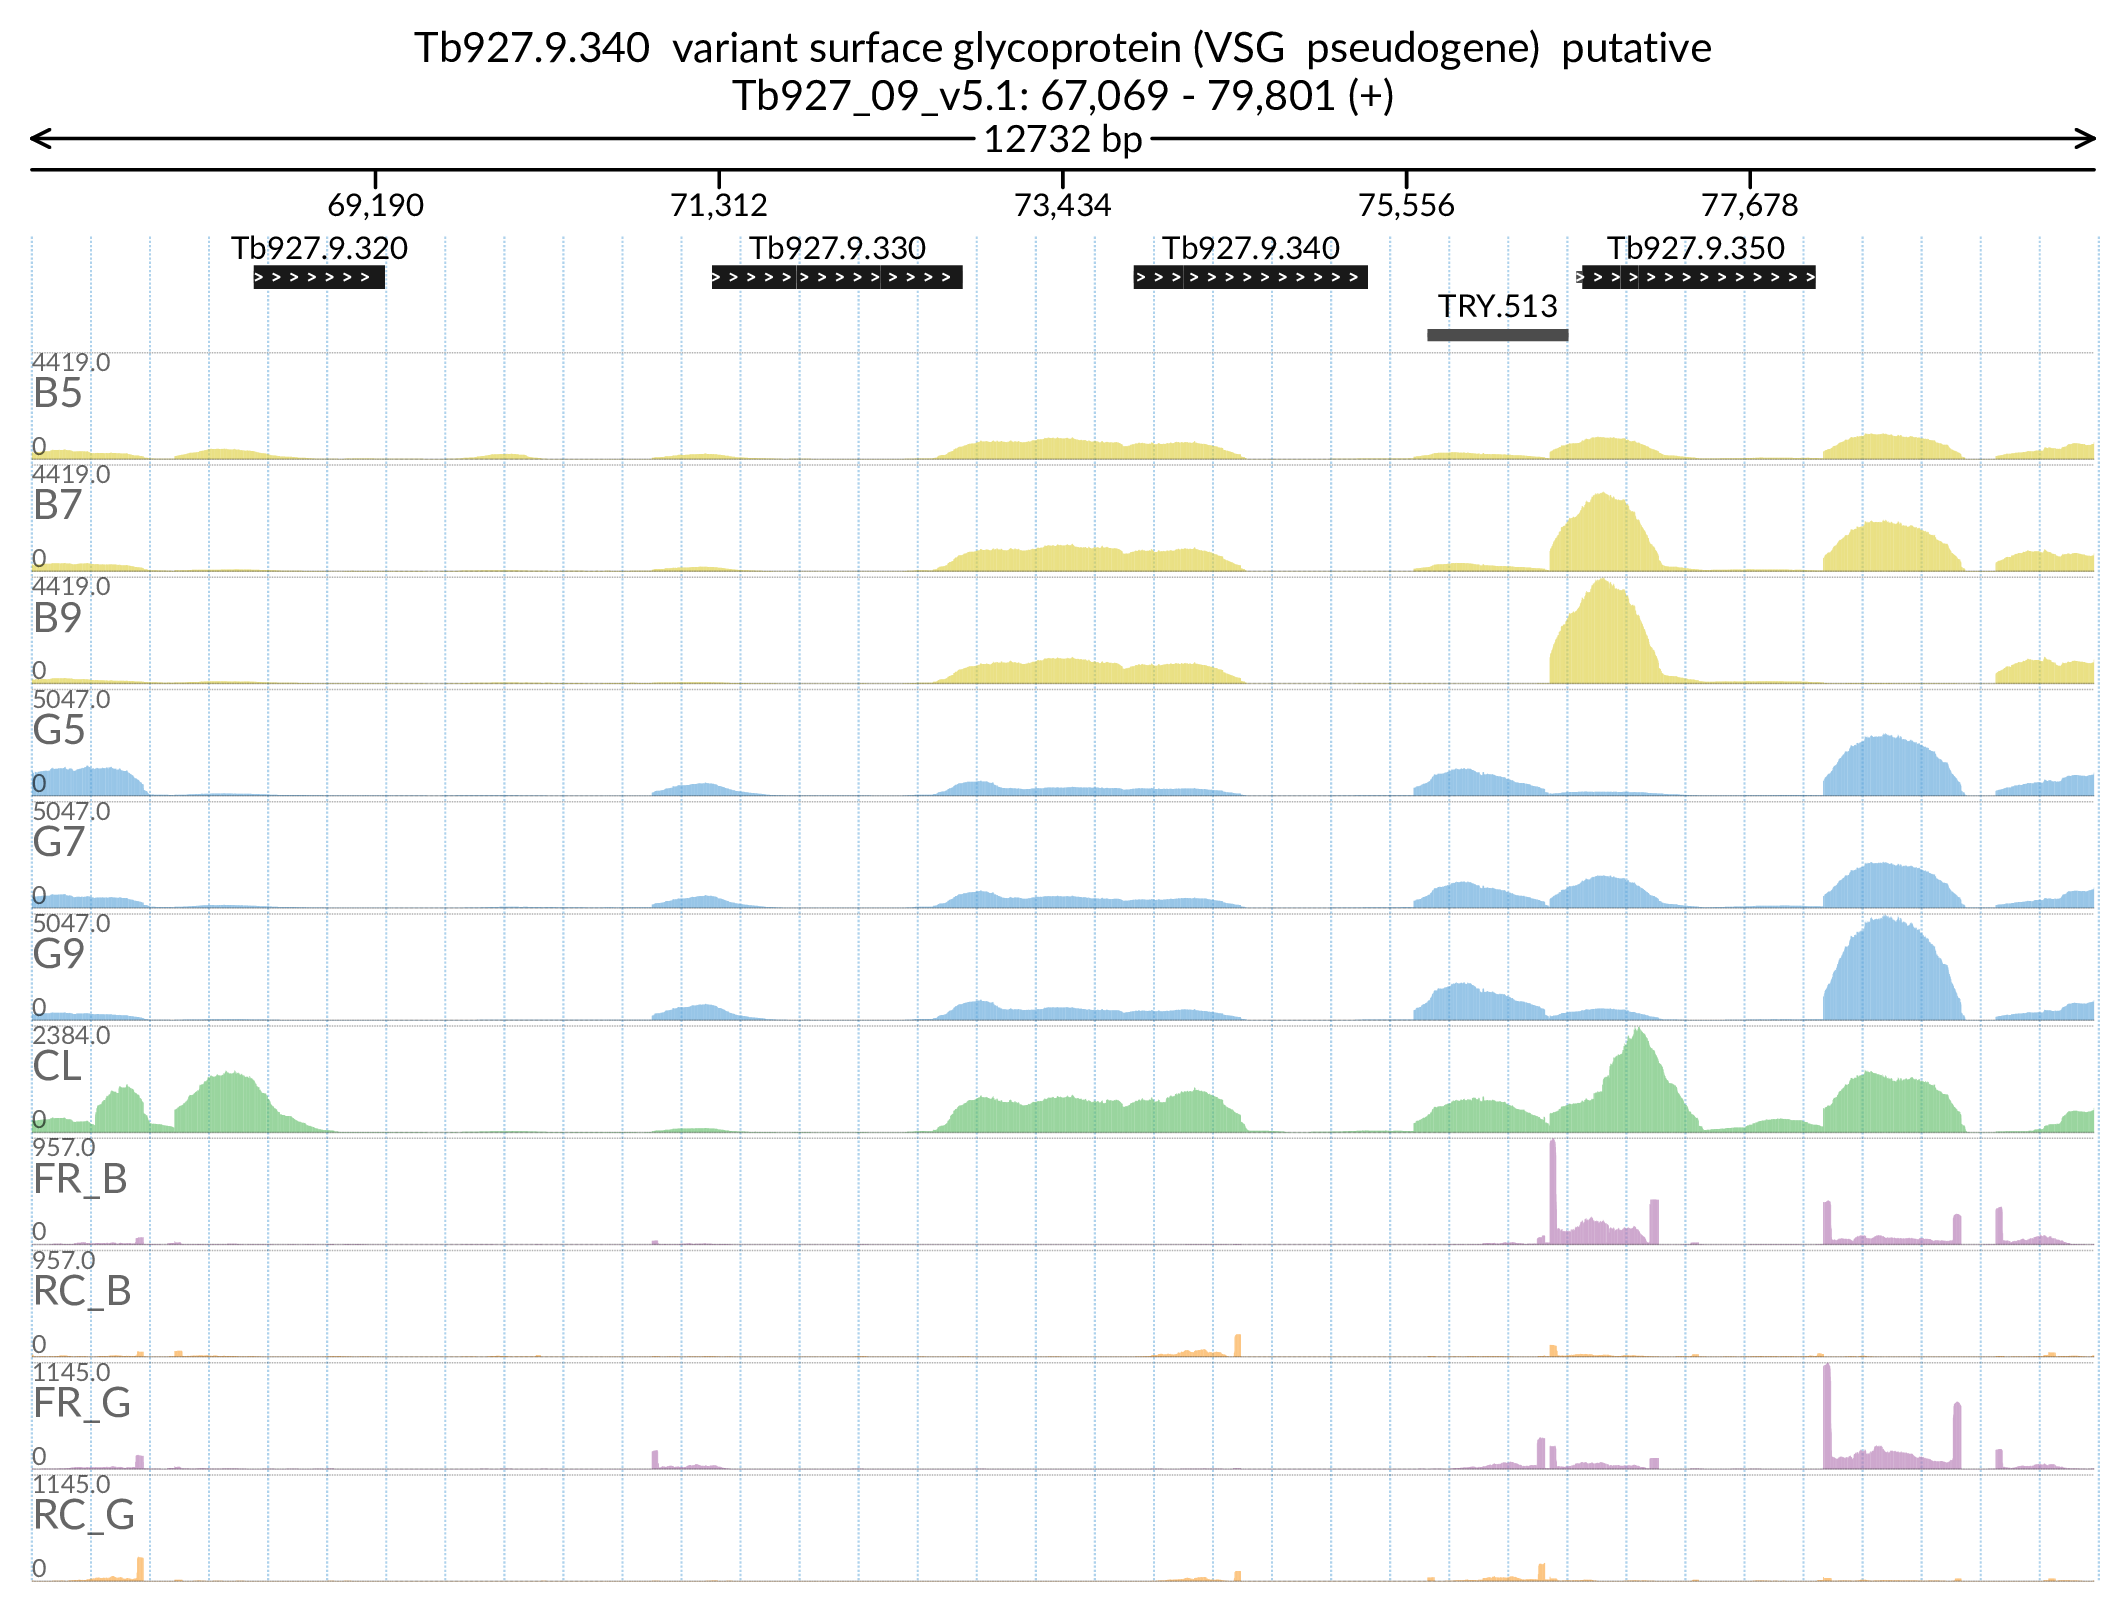 Tb927.9.340  variant surface glycoprotein (VSG  pseudogene)  putative
Tb927_09_v5.1: 67,069 - 79,801 (+)
12732 bp
69,190 71,312 73,434 75,556 77,678
Tb927.9.320 Tb927.9.330 Tb927.9.340 Tb927.9.350
TRY.513
4419.0
B5
0
4419.0
B7
0
4419.0
B9
0
5047.0
G5
0
5047.0
G7
0
5047.0
G9
0
2384.0
CL
0
957.0
FR_B
0
957.0
RC_B
0
1145.0
FR_G
0
1145.0
RC_G
0